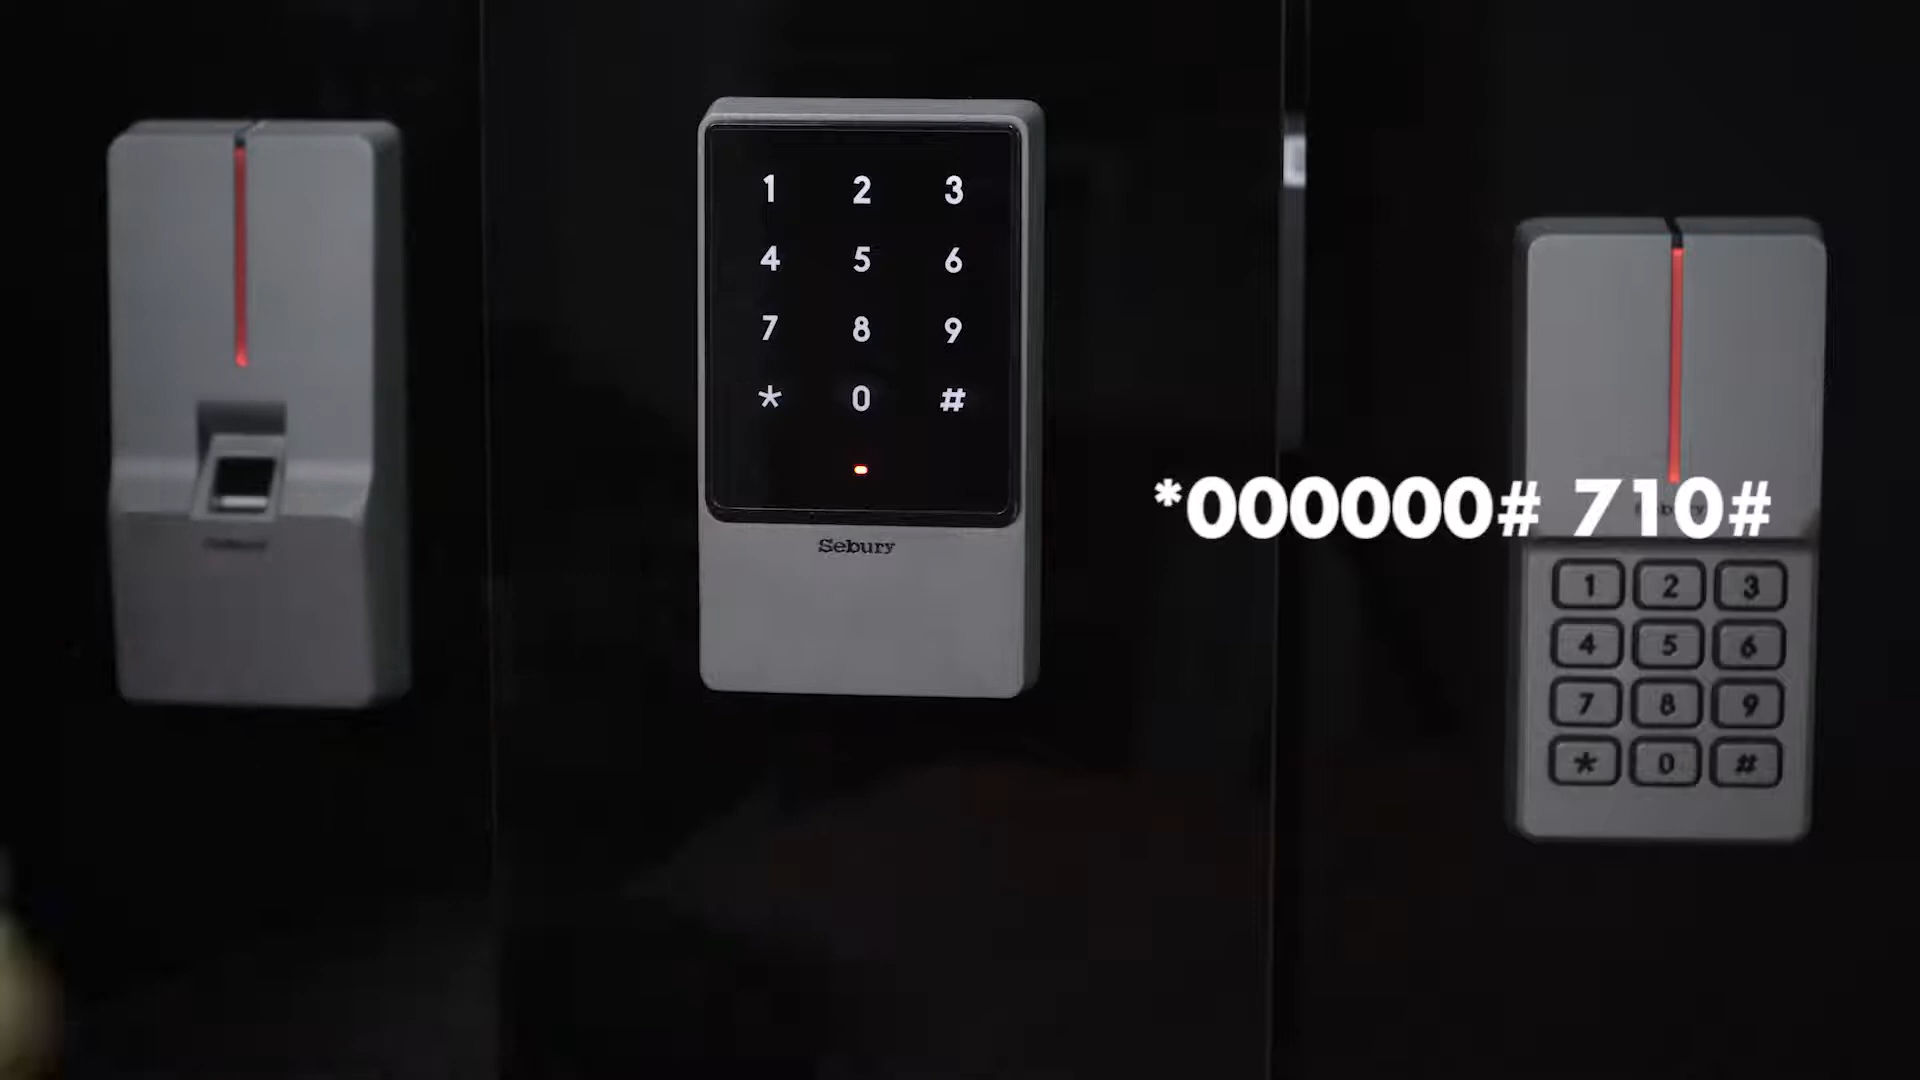 1 2 3
4 5 6
7 8 9
* 0 #
Sebury
*000000# 710#
1 2 3
4 5 6
7 8 9
* 0 #